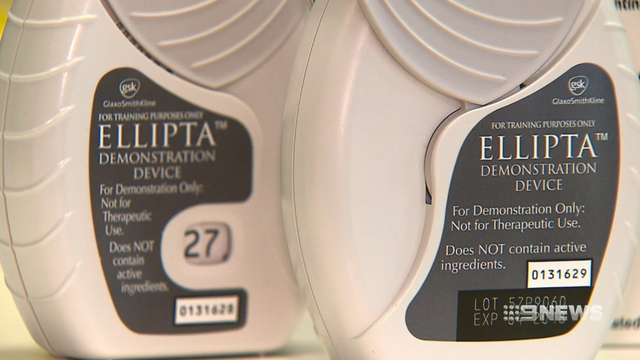 gsk
GlaxoSmithKline
FOR TRAINING PURPOSES ONLY
ELLIPTA™
DEMONSTRATION
DEVICE
For Demonstration Only:
Not for
Therapeutic
Use.
Does NOT
contain
active
ingredients.
27
0131628
gsk
GlaxoSmithKline
FOR TRAINING PURPOSES ONLY
ELLIPTA™
DEMONSTRATION
DEVICE
For Demonstration Only:
Not for Therapeutic Use.
Does NOT contain active
ingredients.
0131629
LOT 5ZP9060
EXP
9NEWS